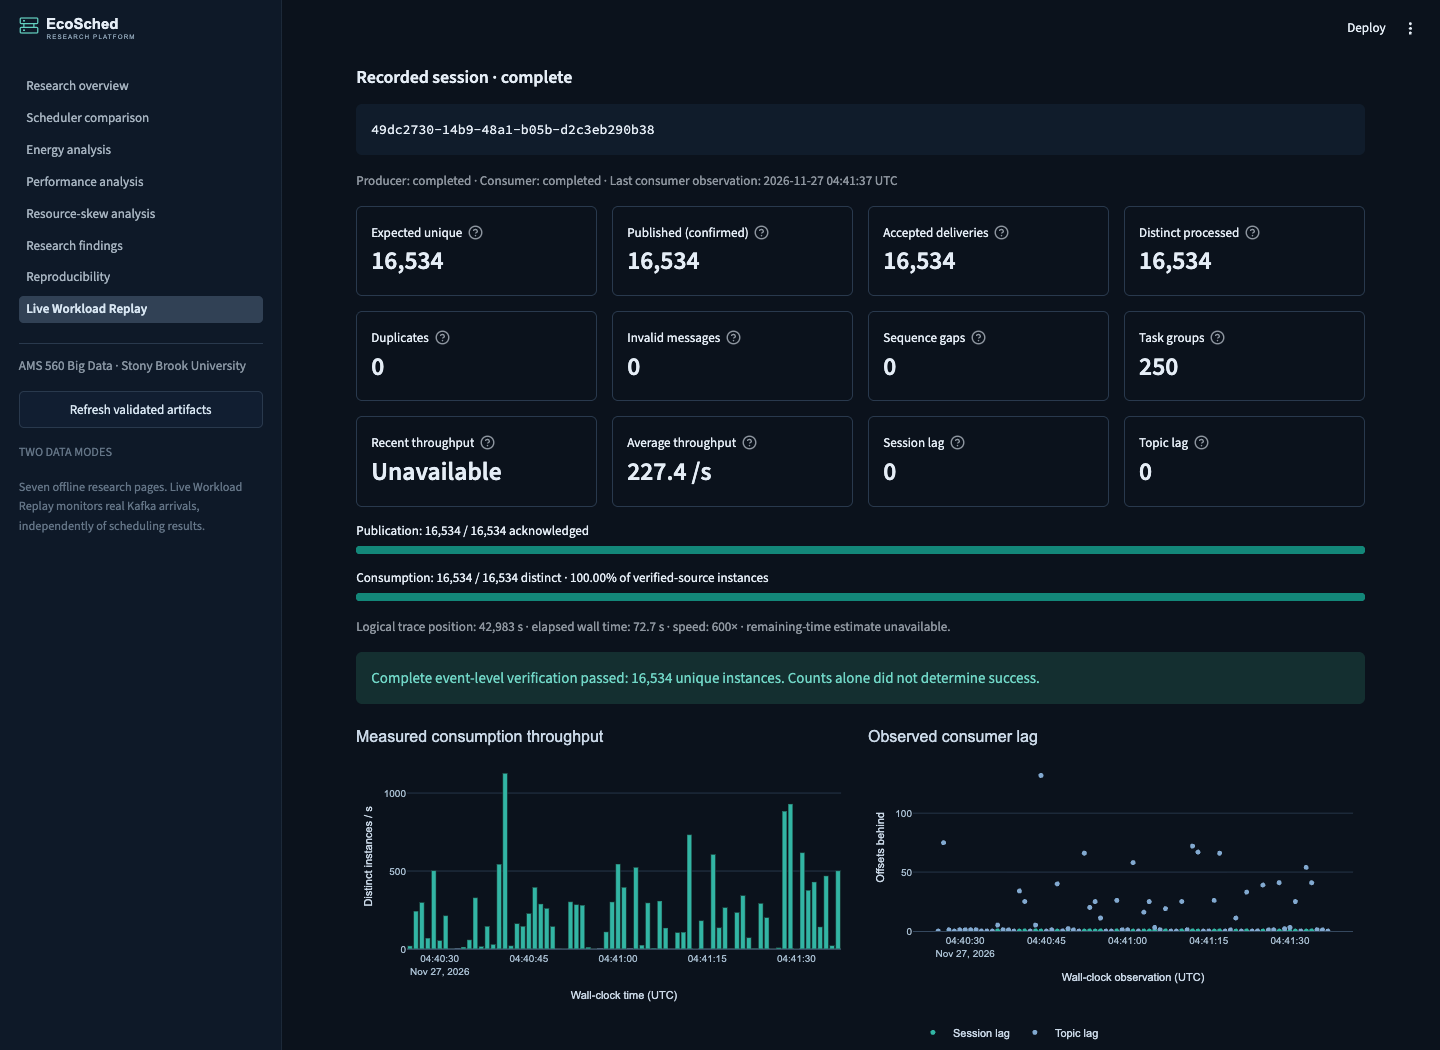 EcoSched
RESEARCH PLATFORM
Research overview
Scheduler comparison
Energy analysis
Performance analysis
Resource-skew analysis
Research findings
Reproducibility
Live Workload Replay
AMS 560 Big Data · Stony Brook University
Refresh validated artifacts
TWO DATA MODES
Seven offline research pages. Live Workload
Replay monitors real Kafka arrivals,
independently of scheduling results.
Deploy
Recorded session · complete
49dc2730-14b9-48a1-b05b-d2c3eb290b38
Producer: completed · Consumer: completed · Last consumer observation: 2026-11-27 04:41:37 UTC
Expected unique
16,534
Published (confirmed)
16,534
Accepted deliveries
16,534
Distinct processed
16,534
Duplicates
0
Invalid messages
0
Sequence gaps
0
Task groups
250
Recent throughput
Unavailable
Average throughput
227.4 /s
Session lag
0
Topic lag
0
Publication: 16,534 / 16,534 acknowledged
Consumption: 16,534 / 16,534 distinct · 100.00% of verified-source instances
Logical trace position: 42,983 s · elapsed wall time: 72.7 s · speed: 600× · remaining-time estimate unavailable.
Complete event-level verification passed: 16,534 unique instances. Counts alone did not determine success.
Measured consumption throughput
Distinct instances / s
1000
500
0
04:40:30
Nov 27, 2026
04:40:45
04:41:00
04:41:15
04:41:30
Wall-clock time (UTC)
Observed consumer lag
Offsets behind
100
50
0
04:40:30
Nov 27, 2026
04:40:45
04:41:00
04:41:15
04:41:30
Wall-clock observation (UTC)
Session lag
Topic lag